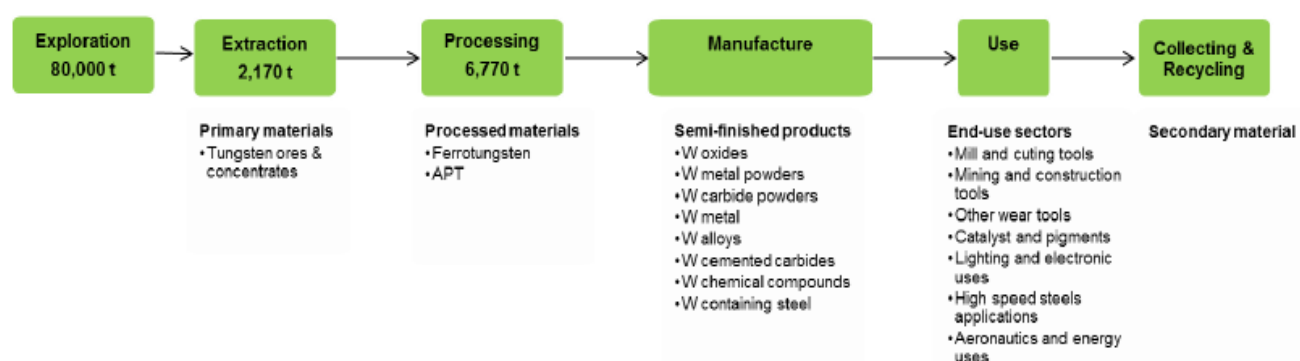 Exploration
80,000 t
Extraction
2,170 t
Processing
6,770 t
Manufacture
Use
Collecting &
Recycling
Primary materials
•Tungsten ores &
concentrates
Processed materials
•Ferrotungsten
•APT
Semi-finished products
•W oxides
•W metal powders
•W carbide powders
•W metal
•W alloys
•W cemented carbides
•W chemical compounds
•W containing steel
End-use sectors
•Mill and cuting tools
•Mining and construction
tools
•Other wear tools
•Catalyst and pigments
•Lighting and electronic
uses
•High speed steels
applications
•Aeronautics and energy
uses
Secondary material